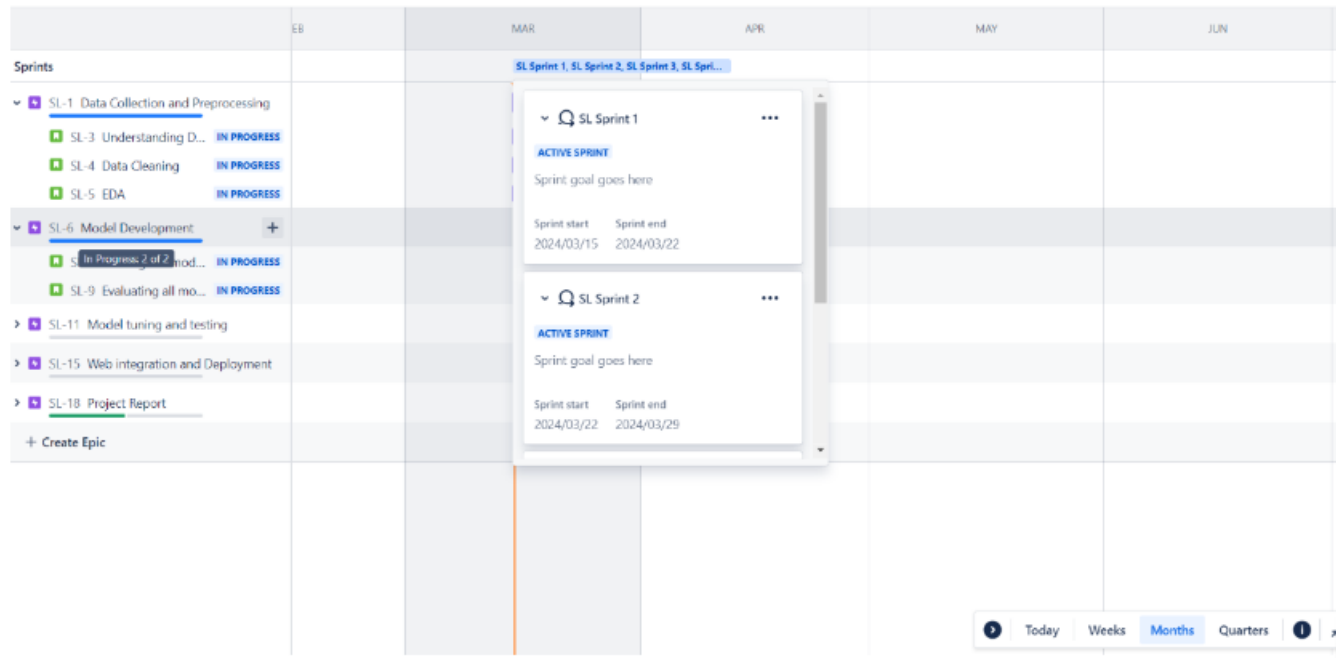 EB MAR APR MAY JUN
Sprints
SL Sprint 1, SL Sprint 2, SL Sprint 3, SL Spri...
SL-1 Data Collection and Preprocessing
SL-3 Understanding D... IN PROGRESS
SL-4 Data Cleaning IN PROGRESS
SL-5 EDA IN PROGRESS
SL-6 Model Development +
In Progress: 2 of 2
mod... IN PROGRESS
SL-9 Evaluating all mo... IN PROGRESS
SL-11 Model tuning and testing
SL-15 Web integration and Deployment
SL-18 Project Report
+ Create Epic
SL Sprint 1 •••
ACTIVE SPRINT
Sprint goal goes here
Sprint start Sprint end
2024/03/15 2024/03/22
SL Sprint 2 •••
ACTIVE SPRINT
Sprint goal goes here
Sprint start Sprint end
2024/03/22 2024/03/29
Today Weeks Months Quarters